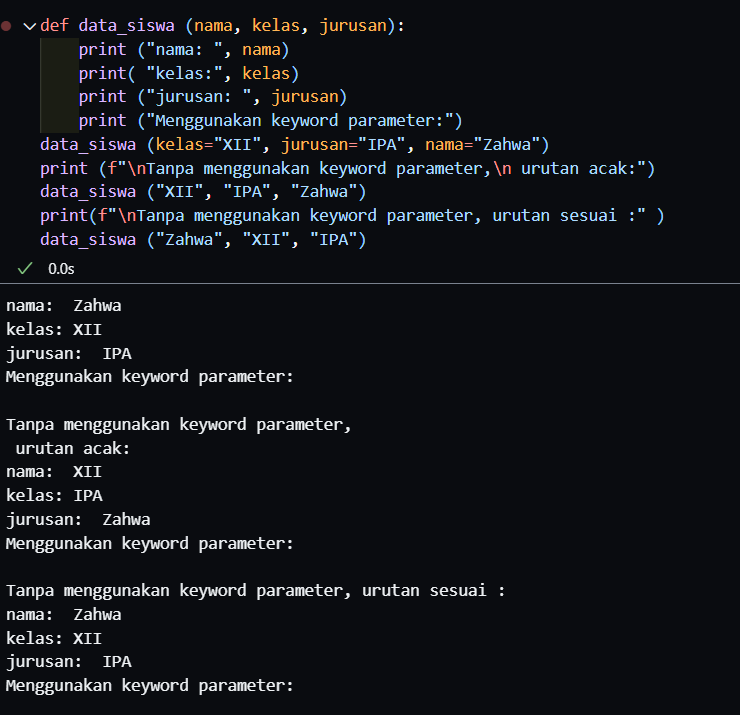 def data_siswa (nama, kelas, jurusan):
    print ("nama: ", nama)
    print( "kelas:", kelas)
    print ("jurusan: ", jurusan)
    print ("Menggunakan keyword parameter:")
data_siswa (kelas="XII", jurusan="IPA", nama="Zahwa")
print (f"\nTanpa menggunakan keyword parameter,\n urutan acak:")
data_siswa ("XII", "IPA", "Zahwa")
print(f"\nTanpa menggunakan keyword parameter, urutan sesuai :" )
data_siswa ("Zahwa", "XII", "IPA")
0.0s
nama:  Zahwa
kelas: XII
jurusan:  IPA
Menggunakan keyword parameter:

Tanpa menggunakan keyword parameter,
 urutan acak:
nama:  XII
kelas: IPA
jurusan:  Zahwa
Menggunakan keyword parameter:

Tanpa menggunakan keyword parameter, urutan sesuai :
nama:  Zahwa
kelas: XII
jurusan:  IPA
Menggunakan keyword parameter: